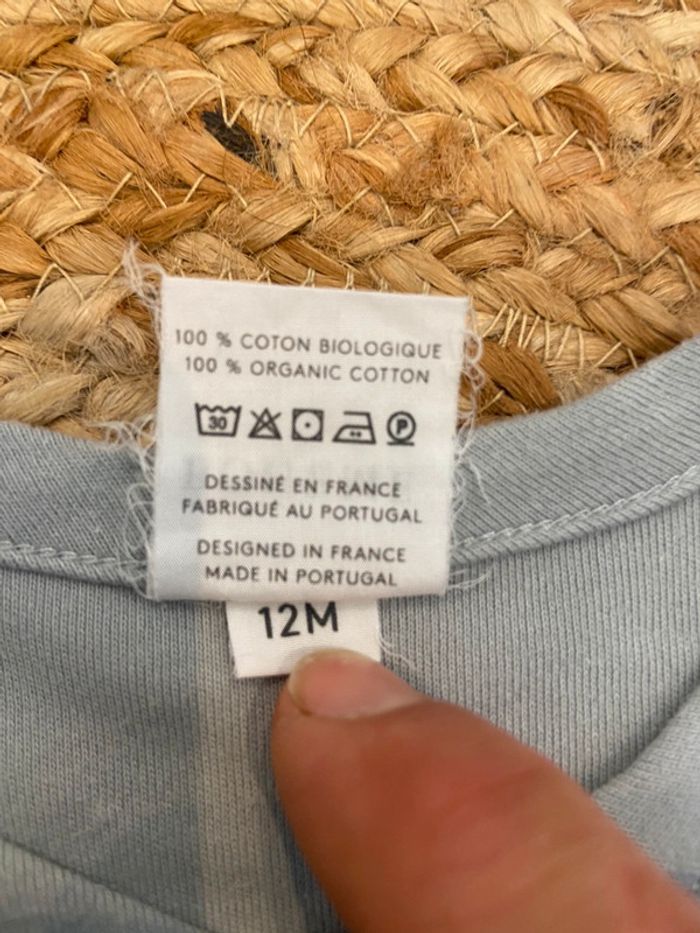 100 % COTON BIOLOGIQUE
100 % ORGANIC COTTON
30 P
DESSINÉ EN FRANCE
FABRIQUÉ AU PORTUGAL
DESIGNED IN FRANCE
MADE IN PORTUGAL
12M